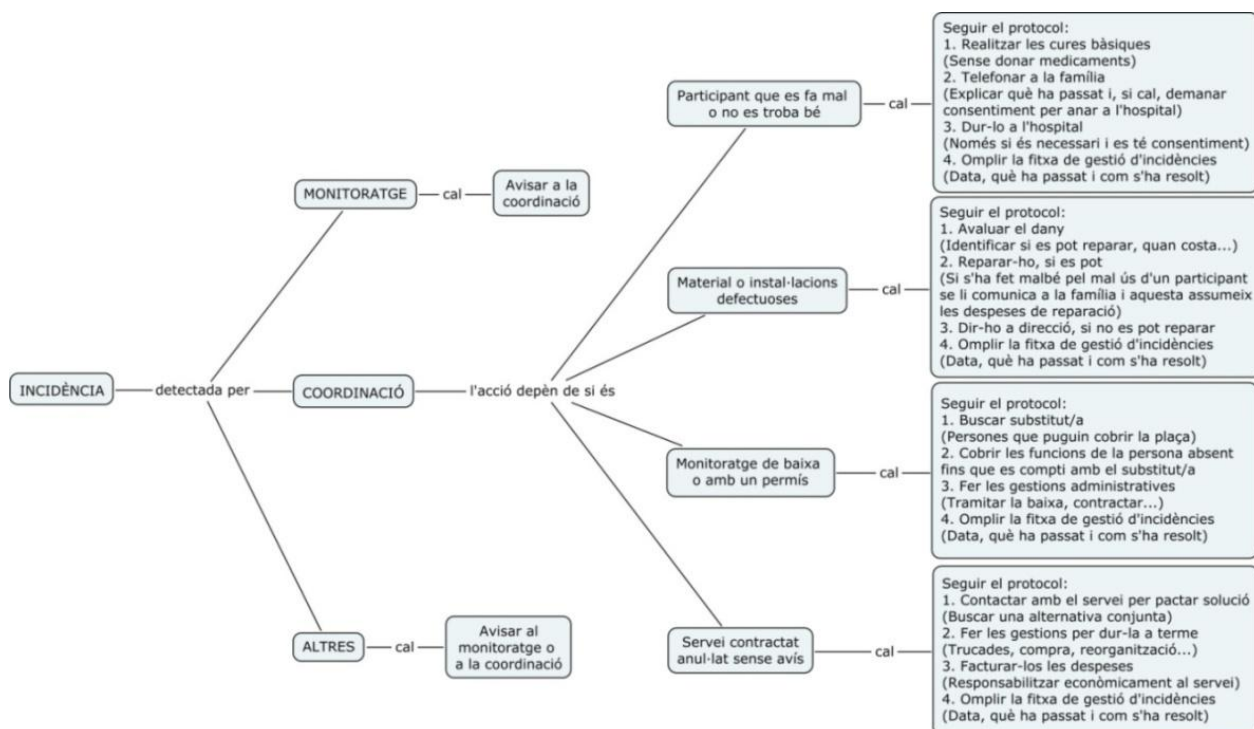 INCIDÈNCIA
detectada per
MONITORATGE
cal
Avisar a la
coordinació
COORDINACIÓ
l'acció depèn de si és
ALTRES
cal
Avisar al
monitoratge o
a la coordinació
Participant que es fa mal
o no es troba bé
cal
Seguir el protocol:
1. Realitzar les cures bàsiques
(Sense donar medicaments)
2. Telefonar a la família
(Explicar què ha passat i, si cal, demanar
consentiment per anar a l'hospital)
3. Dur-lo a l'hospital
(Només si és necessari i es té consentiment)
4. Omplir la fitxa de gestió d'incidències
(Data, què ha passat i com s'ha resolt)
Material o instal·lacions
defectuoses
cal
Seguir el protocol:
1. Avaluar el dany
(Identificar si es pot reparar, quan costa...)
2. Reparar-ho, si es pot
(Si s'ha fet malbé pel mal ús d'un participant
se li comunica a la família i aquesta assumeix
les despeses de reparació)
3. Dir-ho a direcció, si no es pot reparar
4. Omplir la fitxa de gestió d'incidències
(Data, què ha passat i com s'ha resolt)
Monitoratge de baixa
o amb un permís
cal
Seguir el protocol:
1. Buscar substitut/a
(Persones que puguin cobrir la plaça)
2. Cobrir les funcions de la persona absent
fins que es compti amb el substitut/a
3. Fer les gestions administratives
(Tramitar la baixa, contractar...)
4. Omplir la fitxa de gestió d'incidències
(Data, què ha passat i com s'ha resolt)
Servei contractat
anul·lat sense avís
cal
Seguir el protocol:
1. Contactar amb el servei per pactar solució
(Buscar una alternativa conjunta)
2. Fer les gestions per dur-la a terme
(Trucades, compra, reorganització...)
3. Facturar-los les despeses
(Responsabilitzar econòmicament al servei)
4. Omplir la fitxa de gestió d'incidències
(Data, què ha passat i com s'ha resolt)